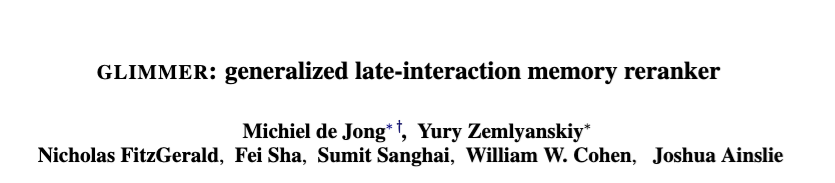 GLIMMER: generalized late-interaction memory reranker
Michiel de Jong*†, Yury Zemlyanskiy*
Nicholas FitzGerald, Fei Sha, Sumit Sanghai, William W. Cohen, Joshua Ainslie